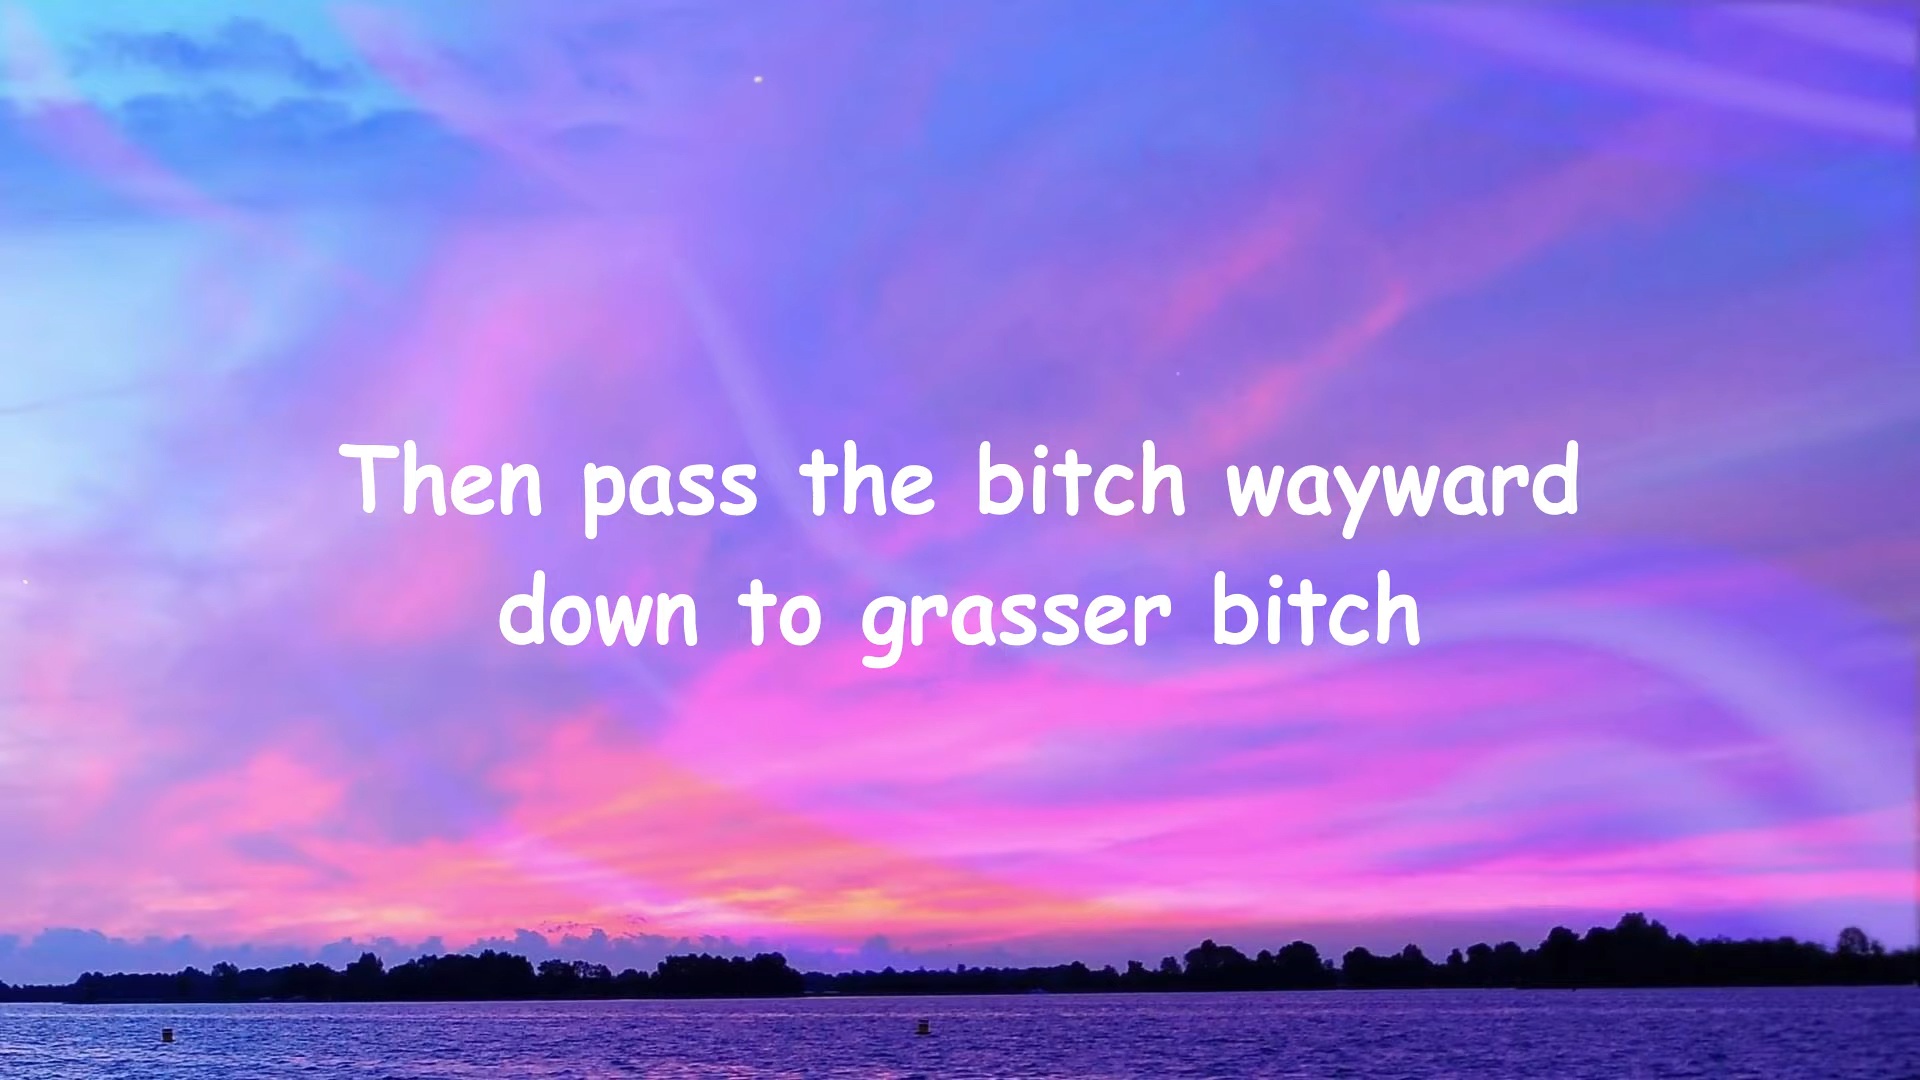 Then pass the bitch wayward
down to grasser bitch